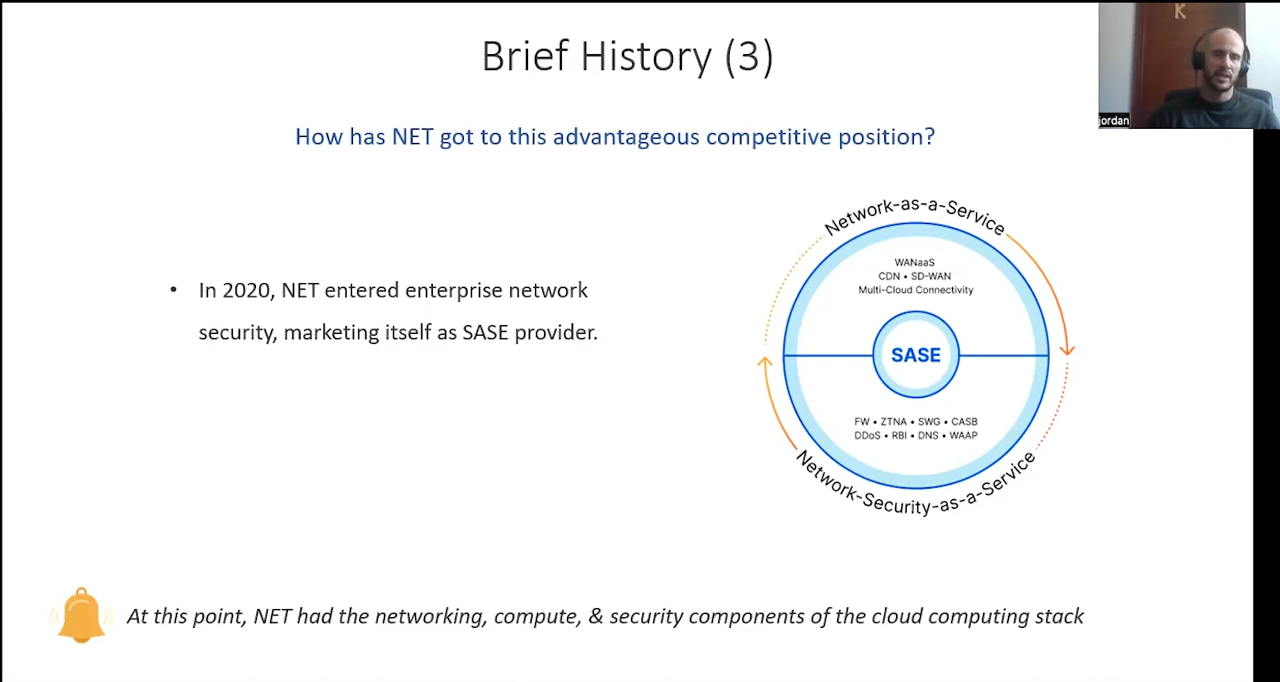 Brief History (3)
K
jordan
How has NET got to this advantageous competitive position?
• In 2020, NET entered enterprise network
security, marketing itself as SASE provider.
Network-as-a-Service
WANaaS
CDN • SD-WAN
Multi-Cloud Connectivity
SASE
FW • ZTNA • SWG • CASB
DDoS • RBI • DNS • WAAP
Network-Security-as-a-Service
At this point, NET had the networking, compute, & security components of the cloud computing stack